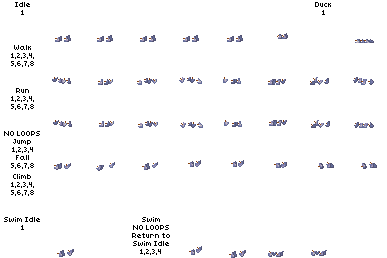 Idle
1
Duck
1
Walk
1,2,3,4,
5,6,7,8
Run
1,2,3,4,
5,6,7,8
NO LOOPS
Jump
1,2,3,4
Fall
5,6,7,8
Climb
1,2,3,4,
5,6,7,8
Swim Idle
1
Swim
NO LOOPS
Return to
Swim Idle
1,2,3,4